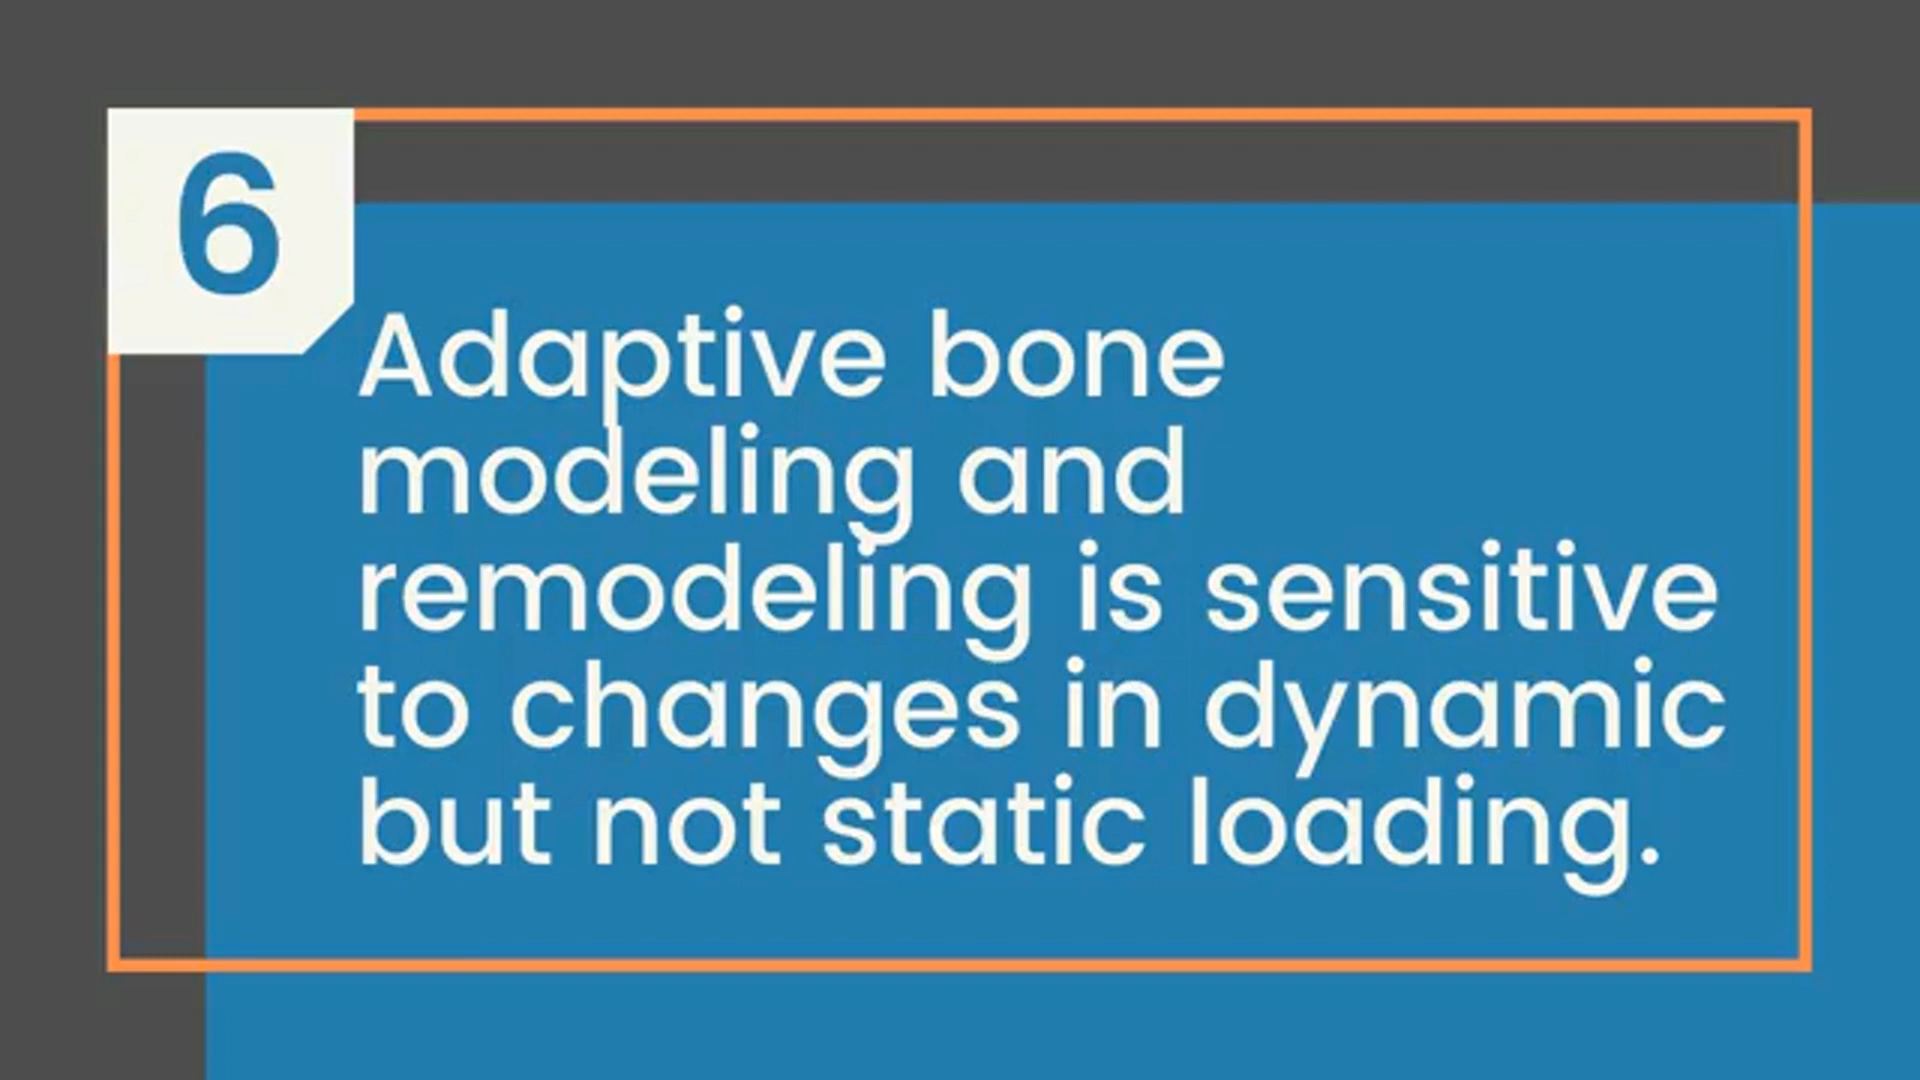 6
Adaptive bone
modeling and
remodeling is sensitive
to changes in dynamic
but not static loading.